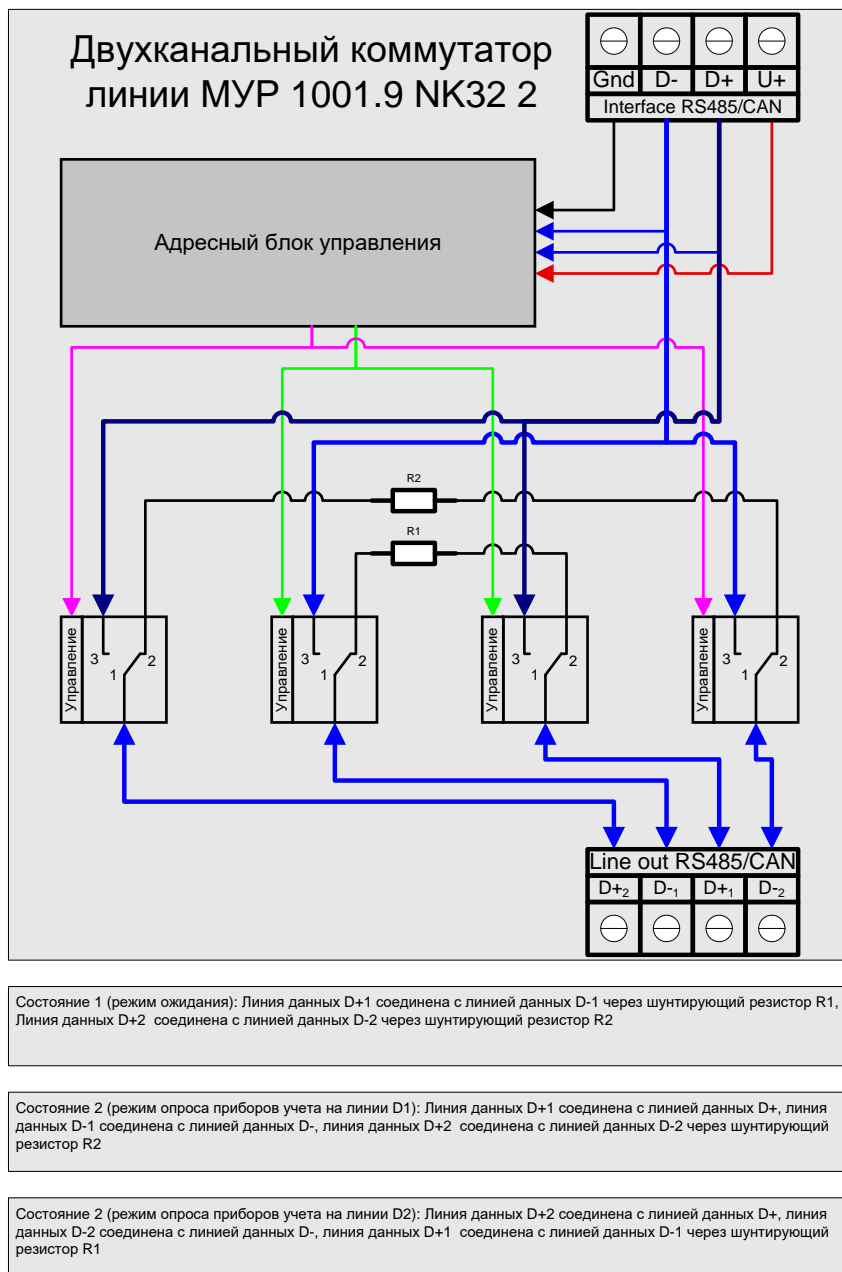 Двухканальный коммутатор
линии МУР 1001.9 NK32 2
Gnd D- D+ U+
Interface RS485/CAN
Адресный блок управления
R2
R1
Управление 3 1 2
Управление 3 1 2
Управление 3 1 2
Управление 3 1 2
Line out RS485/CAN
D+₂ D-₁ D+₁ D-₂
Состояние 1 (режим ожидания): Линия данных D+1 соединена с линией данных D-1 через шунтирующий резистор R1,
Линия данных D+2 соединена с линией данных D-2 через шунтирующий резистор R2
Состояние 2 (режим опроса приборов учета на линии D1): Линия данных D+1 соединена с линией данных D+, линия
данных D-1 соединена с линией данных D-, линия данных D+2 соединена с линией данных D-2 через шунтирующий
резистор R2
Состояние 2 (режим опроса приборов учета на линии D2): Линия данных D+2 соединена с линией данных D+, линия
данных D-2 соединена с линией данных D-, линия данных D+1 соединена с линией данных D-1 через шунтирующий
резистор R1